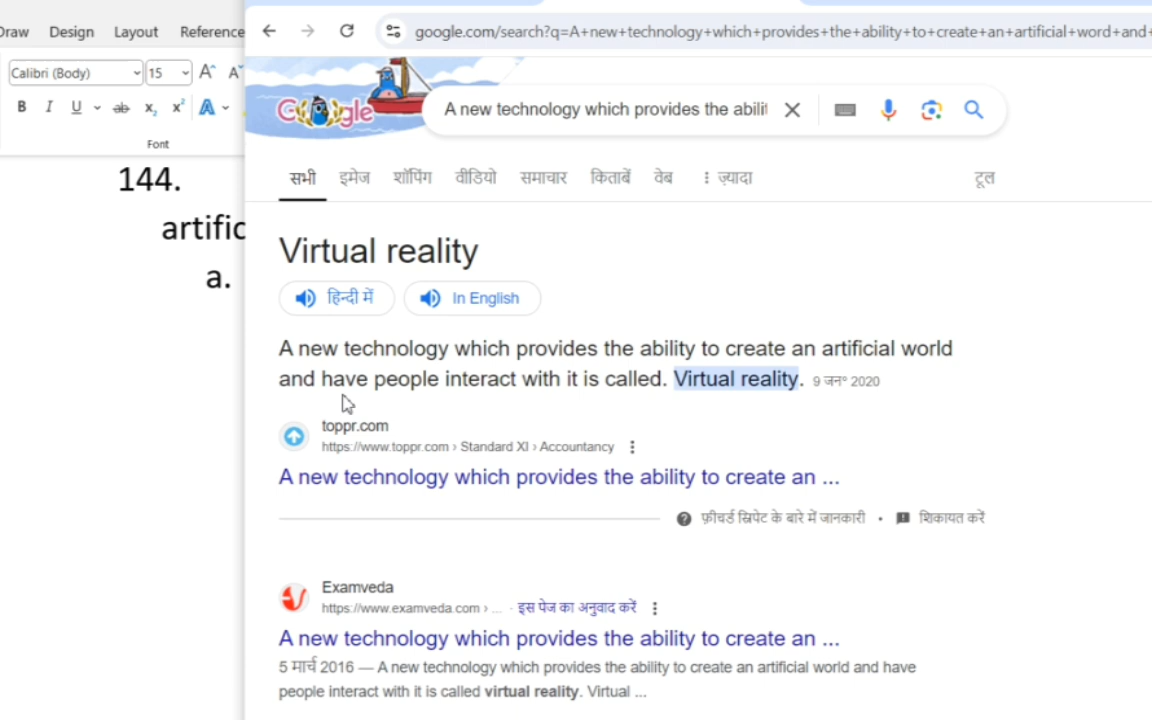 Draw Design Layout Reference
Calibri (Body) 15 A A
B I U ab x₂ x² A
Font
144.
artific
a.
google.com/search?q=A+new+technology+which+provides+the+ability+to+create+an+artificial+word+and+
Google
A new technology which provides the abilit
सभी इमेज शॉपिंग वीडियो समाचार किताबें वेब ज़्यादा टूल
Virtual reality
हिन्दी में In English
A new technology which provides the ability to create an artificial world
and have people interact with it is called. Virtual reality. 9 जन॰ 2020
toppr.com
https://www.toppr.com › Standard XI › Accountancy
A new technology which provides the ability to create an ...
फ़ीचर्ड स्निपेट के बारे में जानकारी • शिकायत करें
Examveda
https://www.examveda.com › ... · इस पेज का अनुवाद करें
A new technology which provides the ability to create an ...
5 मार्च 2016 — A new technology which provides the ability to create an artificial world and have
people interact with it is called virtual reality. Virtual ...